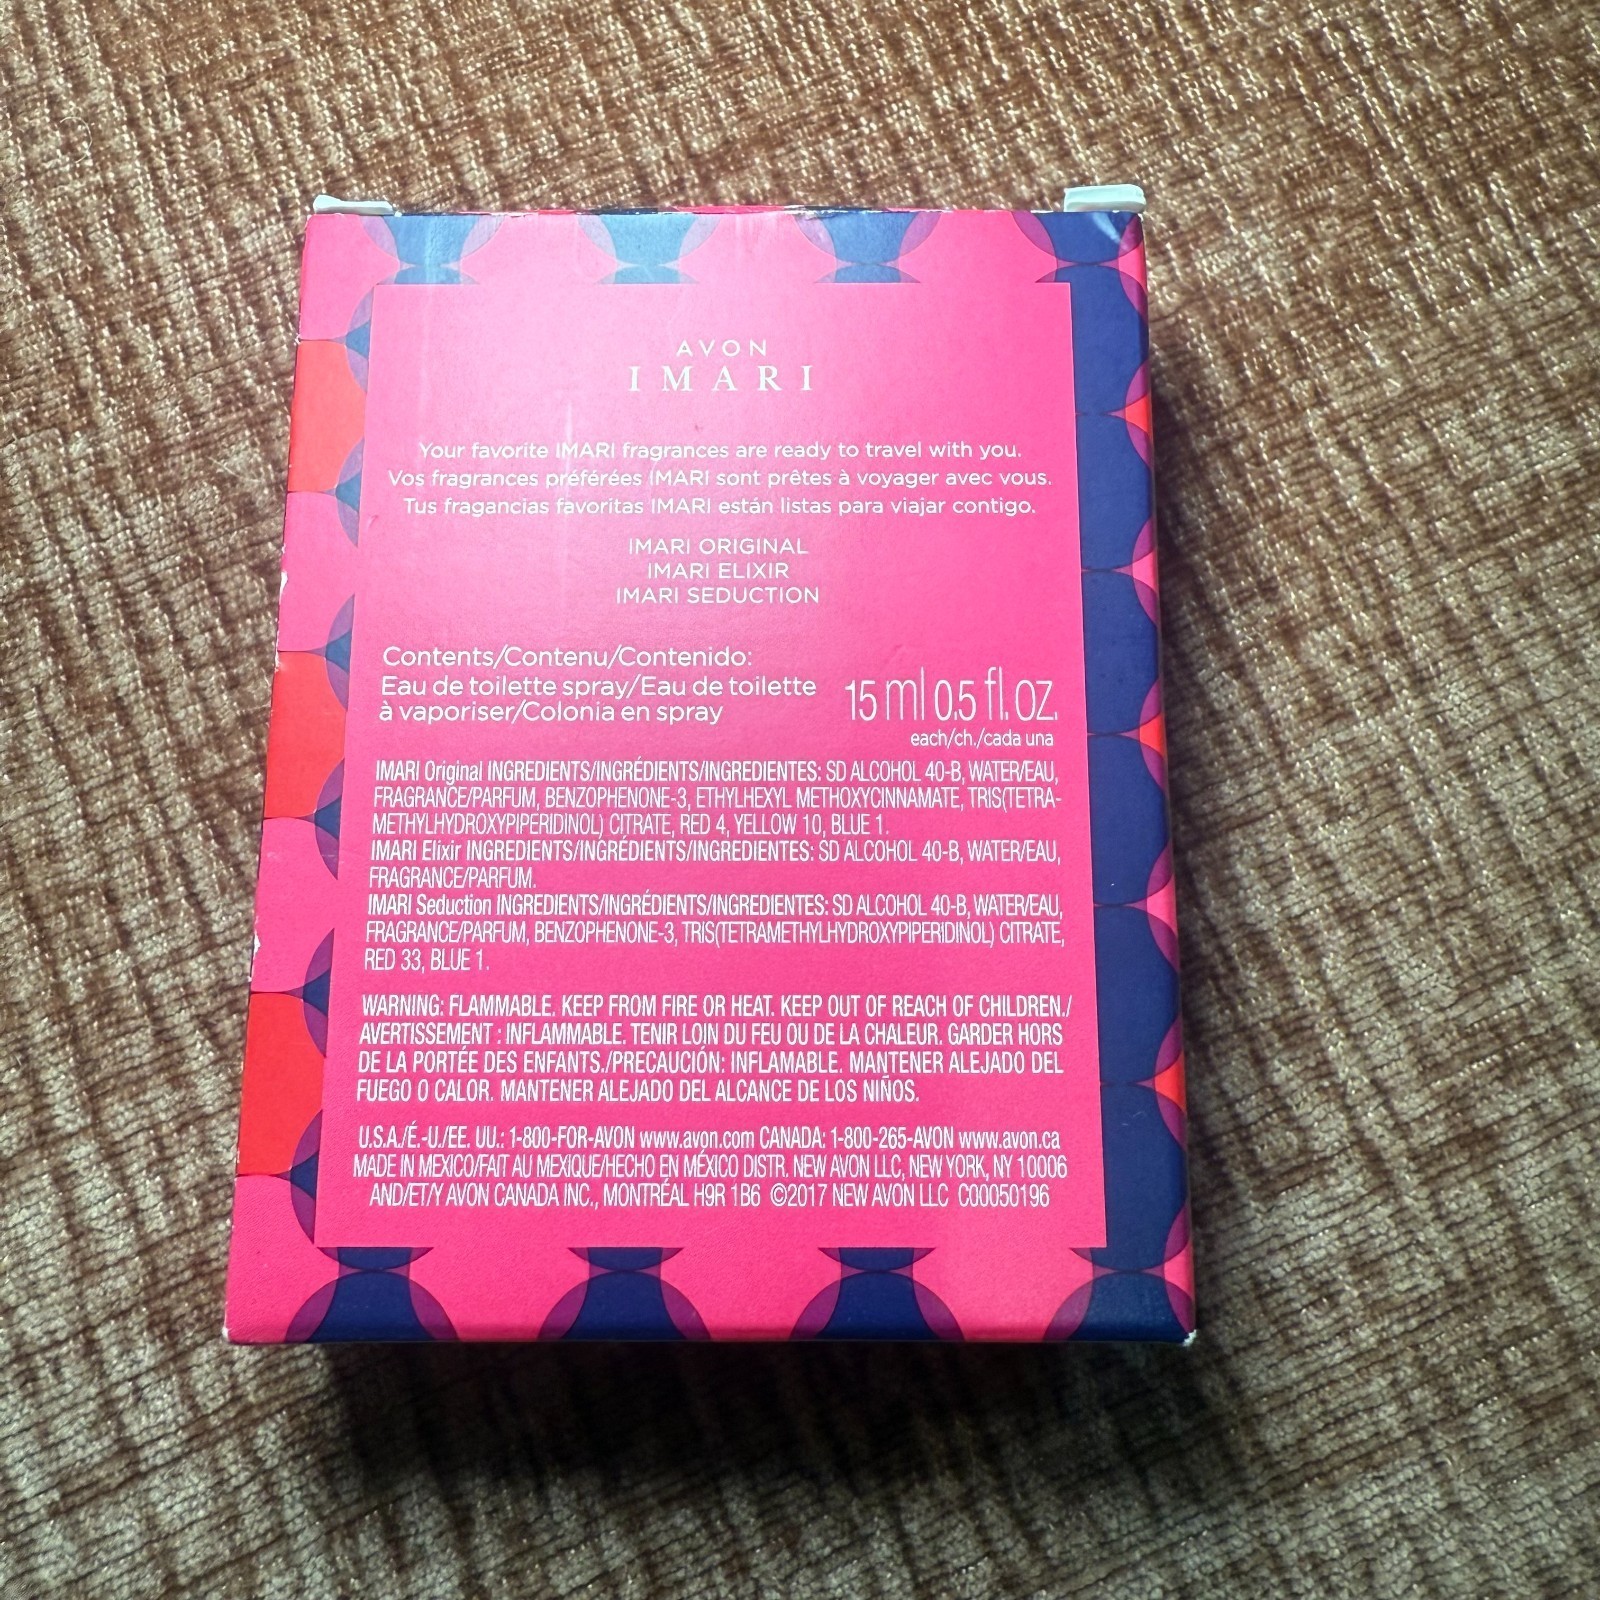 AVON
IMARI
Your favorite IMARI fragrances are ready to travel with you.
Vos fragrances préférées IMARI sont prêtes à voyager avec vous.
Tus fragancias favoritas IMARI están listas para viajar contigo.
IMARI ORIGINAL
IMARI ELIXIR
IMARI SEDUCTION
Contents/Contenu/Contenido:
Eau de toilette spray/Eau de toilette
à vaporiser/Colonia en spray
15 ml 0.5 fl. oz.
each/ch./cada una
IMARI Original INGREDIENTS/INGRÉDIENTS/INGREDIENTES: SD ALCOHOL 40-B, WATER/EAU,
FRAGRANCE/PARFUM, BENZOPHENONE-3, ETHYLHEXYL METHOXYCINNAMATE, TRIS(TETRA-
METHYLHYDROXYPIPERIDINOL) CITRATE, RED 4, YELLOW 10, BLUE 1.
IMARI Elixir INGREDIENTS/INGRÉDIENTS/INGREDIENTES: SD ALCOHOL 40-B, WATER/EAU,
FRAGRANCE/PARFUM.
IMARI Seduction INGREDIENTS/INGRÉDIENTS/INGREDIENTES: SD ALCOHOL 40-B, WATER/EAU,
FRAGRANCE/PARFUM, BENZOPHENONE-3, TRIS(TETRAMETHYLHYDROXYPIPERIDINOL) CITRATE,
RED 33, BLUE 1.
WARNING: FLAMMABLE. KEEP FROM FIRE OR HEAT. KEEP OUT OF REACH OF CHILDREN./
AVERTISSEMENT : INFLAMMABLE. TENIR LOIN DU FEU OU DE LA CHALEUR. GARDER HORS
DE LA PORTÉE DES ENFANTS./PRECAUCIÓN: INFLAMABLE. MANTENER ALEJADO DEL
FUEGO O CALOR. MANTENER ALEJADO DEL ALCANCE DE LOS NIÑOS.
U.S.A./É.-U./EE. UU.: 1-800-FOR-AVON www.avon.com CANADA: 1-800-265-AVON www.avon.ca
MADE IN MEXICO/FAIT AU MEXIQUE/HECHO EN MÉXICO DISTR. NEW AVON LLC, NEW YORK, NY 10006
AND/ET/Y AVON CANADA INC., MONTRÉAL H9R 1B6 ©2017 NEW AVON LLC C00050196